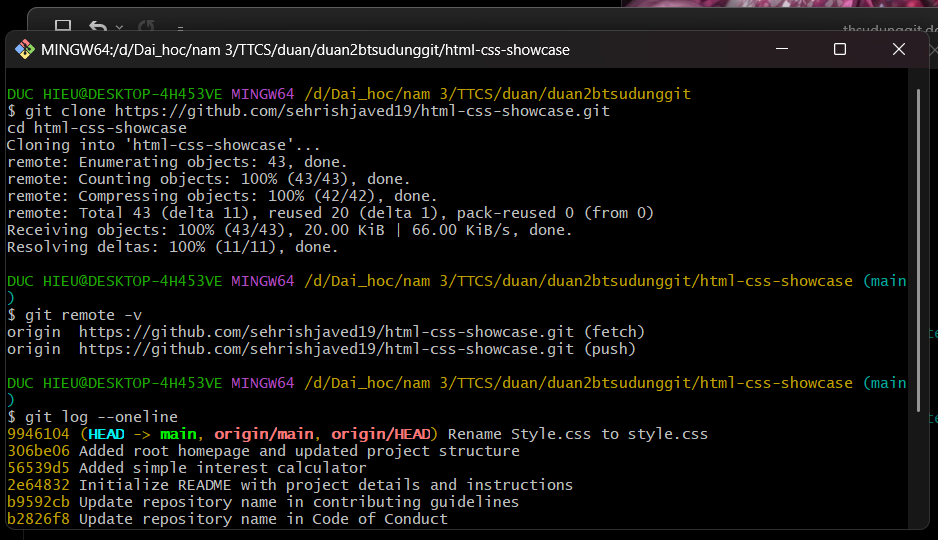 thsudunggit.do
MINGW64:/d/Dai_hoc/nam 3/TTCS/duan/duan2btsudunggit/html-css-showcase
DUC HIEU@DESKTOP-4H453VE MINGW64 /d/Dai_hoc/nam 3/TTCS/duan/duan2btsudunggit
$ git clone https://github.com/sehrishjaved19/html-css-showcase.git
cd html-css-showcase
Cloning into 'html-css-showcase'...
remote: Enumerating objects: 43, done.
remote: Counting objects: 100% (43/43), done.
remote: Compressing objects: 100% (42/42), done.
remote: Total 43 (delta 11), reused 20 (delta 1), pack-reused 0 (from 0)
Receiving objects: 100% (43/43), 20.00 KiB | 66.00 KiB/s, done.
Resolving deltas: 100% (11/11), done.
DUC HIEU@DESKTOP-4H453VE MINGW64 /d/Dai_hoc/nam 3/TTCS/duan/duan2btsudunggit/html-css-showcase (main
)
$ git remote -v
origin  https://github.com/sehrishjaved19/html-css-showcase.git (fetch)
origin  https://github.com/sehrishjaved19/html-css-showcase.git (push)
DUC HIEU@DESKTOP-4H453VE MINGW64 /d/Dai_hoc/nam 3/TTCS/duan/duan2btsudunggit/html-css-showcase (main
)
$ git log --oneline
9946104 (HEAD -> main, origin/main, origin/HEAD) Rename Style.css to style.css
306be06 Added root homepage and updated project structure
56539d5 Added simple interest calculator
2e64832 Initialize README with project details and instructions
b9592cb Update repository name in contributing guidelines
b2826f8 Update repository name in Code of Conduct